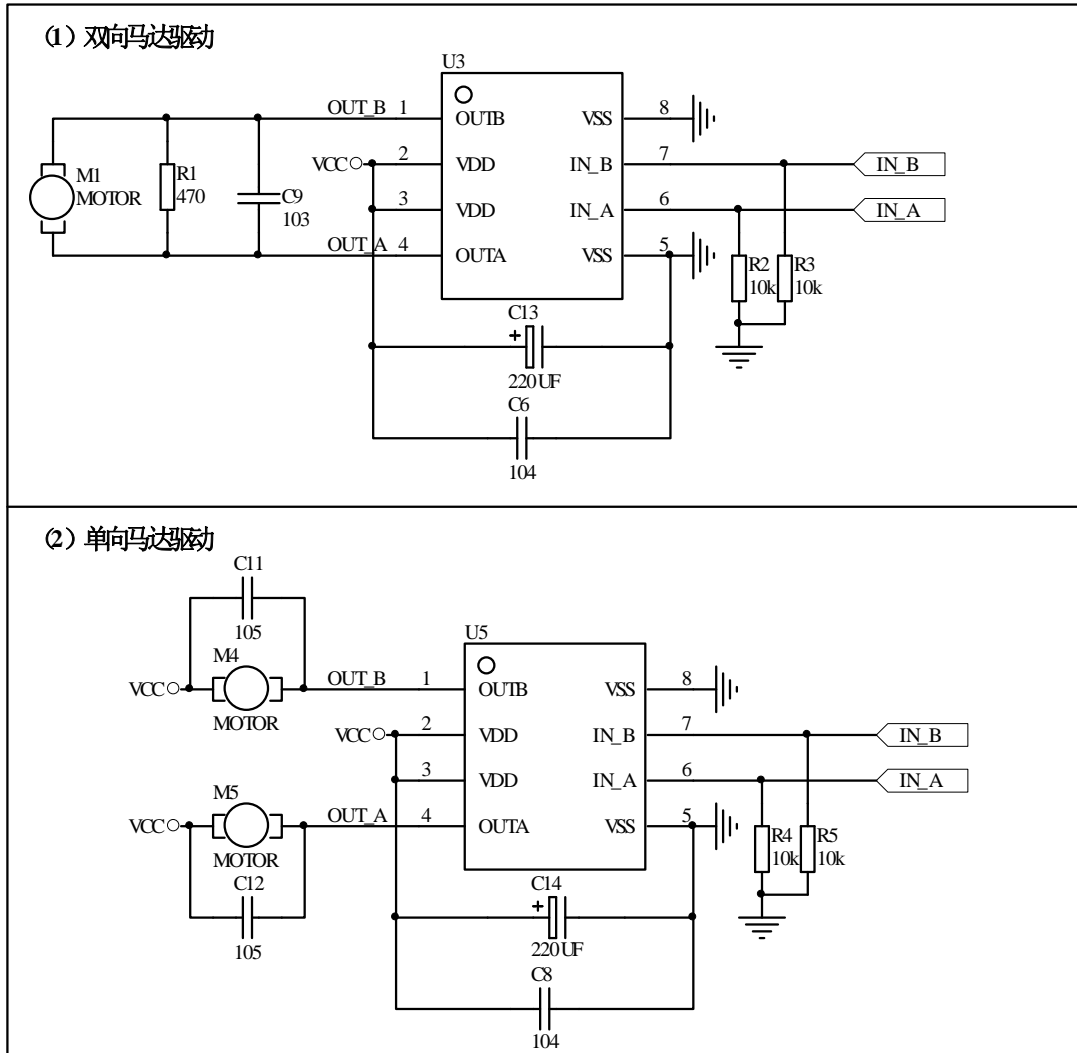 (1) 双向马达驱动
U3
OUT_B 1 OUTB VSS 8
VCC 2 VDD IN_B 7 IN_B
M1
MOTOR
R1
470
C9
103
3 VDD IN_A 6 IN_A
OUT_A 4 OUTA VSS 5
R2
10k
R3
10k
C13
+
220UF
C6
104
(2) 单向马达驱动
C11
105
U5
M4
VCC OUT_B 1 OUTB VSS 8
MOTOR
VCC 2 VDD IN_B 7 IN_B
3 VDD IN_A 6 IN_A
M5
VCC OUT_A 4 OUTA VSS 5
MOTOR
R4
10k
R5
10k
C12
105
C14
+
220UF
C8
104